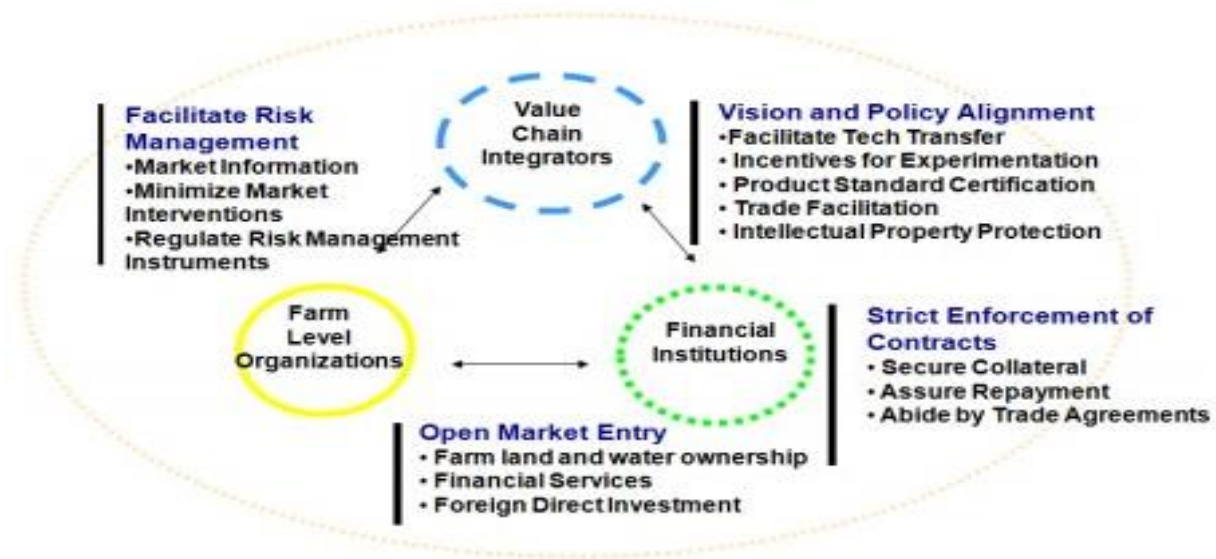 Facilitate Risk
Management
•Market Information
•Minimize Market
Interventions
•Regulate Risk Management
Instruments
Value
Chain
Integrators
Vision and Policy Alignment
•Facilitate Tech Transfer
• Incentives for Experimentation
• Product Standard Certification
• Trade Facilitation
• Intellectual Property Protection
Farm
Level
Organizations
Financial
Institutions
Strict Enforcement of
Contracts
• Secure Collateral
• Assure Repayment
• Abide by Trade Agreements
Open Market Entry
• Farm land and water ownership
• Financial Services
• Foreign Direct Investment